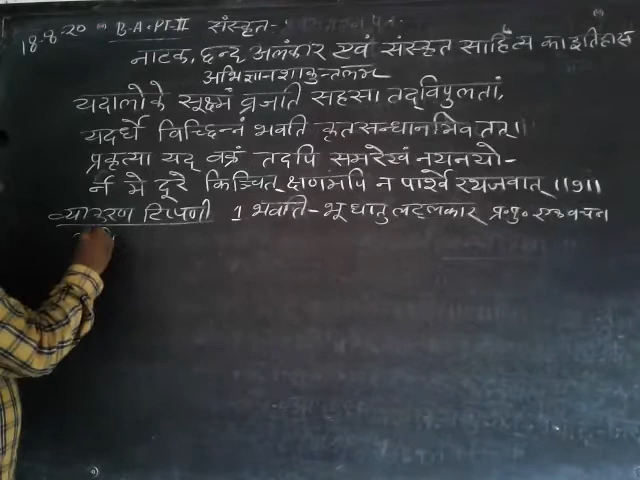 18-8-20 B.A.PT-II संस्कृत-
नाटक, छन्द अलंकार एवं संस्कृत साहित्य का इतिहास
अभिज्ञानशाकुन्तलम
यदालोके सूक्ष्मं व्रजति सहसा तद्विपुलतां,
यदर्धे विच्छिन्नं भवति कृतसन्धानमिव तत्।
प्रकृत्या यद् वक्रं तदपि समरेखं नयनयो-
र्न मे दूरे किञ्चित् क्षणमपि न पार्श्वे रथजवात् ॥9॥
व्याकरण टिप्पणी 1 भवति-भू धातु लट्लकार प्र०पु० एकवचन